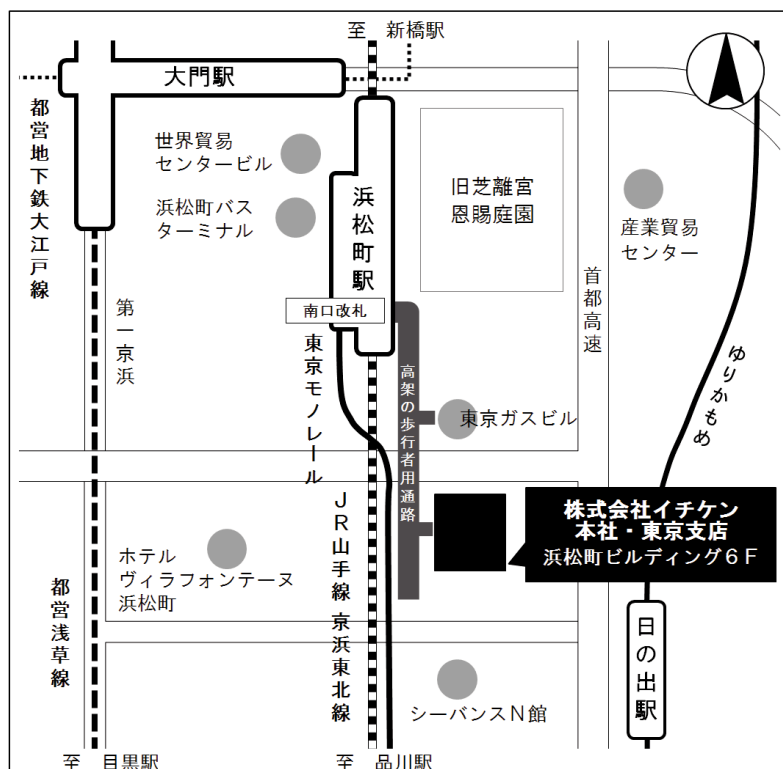 至 新橋駅
大門駅
都営地下鉄大江戸線
世界貿易
センタービル
浜松町バス
ターミナル
浜松町駅
旧芝離宮
恩賜庭園
産業貿易
センター
首都高速
第一京浜
南口改札
東京モノレール
高架の歩行者用通路
ゆりかもめ
東京ガスビル
株式会社イチケン
本社・東京支店
浜松町ビルディング６Ｆ
ＪＲ山手線 京浜東北線
ホテル
ヴィラフォンテーヌ
浜松町
都営浅草線
日の出駅
シーバンスＮ館
至 目黒駅
至 品川駅